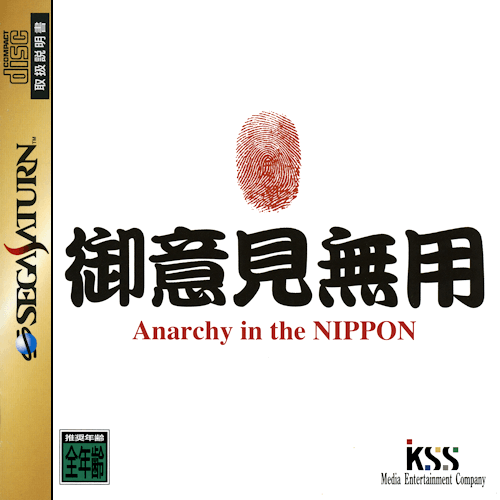 COMPACT
disc
取扱説明書
SEGA SATURN™
御意見無用
Anarchy in the NIPPON
推奨年齢
全年齢
KSS
Media Entertainment Company